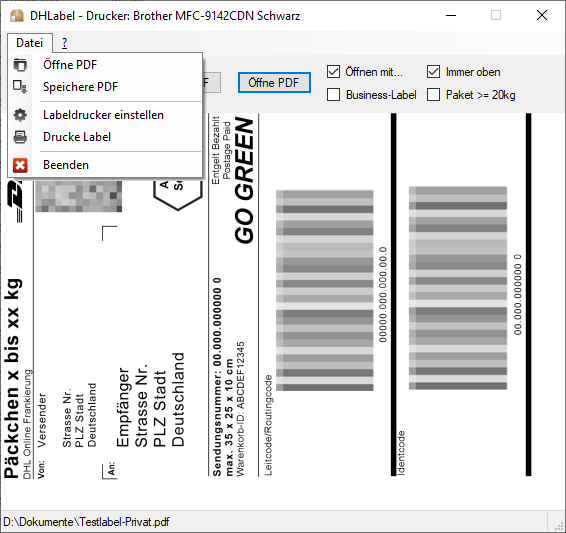 DHLabel - Drucker: Brother MFC-9142CDN Schwarz
Datei
?
Öffne PDF
Speichere PDF
Labeldrucker einstellen
Drucke Label
Beenden
Öffne PDF
Öffnen mit...
Immer oben
Business-Label
Paket >= 20kg
Päckchen x bis xx kg
DHL Online Frankierung
Von:
Versender
Strasse Nr.
PLZ Stadt
Deutschland
An:
Empfänger
Strasse Nr.
PLZ Stadt
Deutschland
Entgelt Bezahlt
Postage Paid
GO GREEN
Sendungsnummer: 00.000.000000 0
max. 35 x 25 x 10 cm
Warenkorb-ID: ABCDEF12345
Leitcode/Routingcode
00000.000.000.00.0
Identcode
00.000.000000 0
D:\Dokumente\Testlabel-Privat.pdf